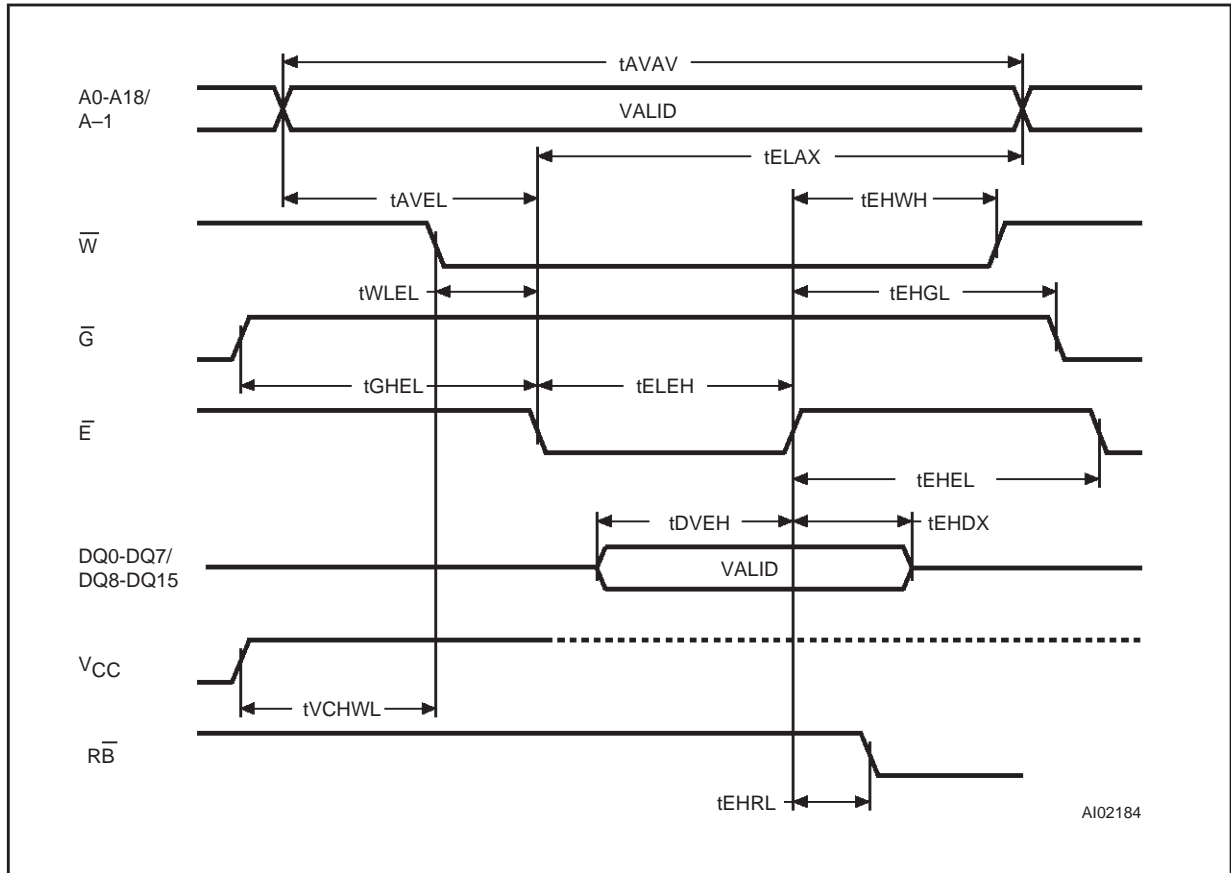 tAVAV
A0-A18/
A–1
VALID
tELAX
tAVEL
tEHWH
W̅
tWLEL
tEHGL
G̅
tGHEL
tELEH
E̅
tEHEL
tDVEH
tEHDX
DQ0-DQ7/
DQ8-DQ15
VALID
VCC
tVCHWL
RB̅
tEHRL
AI02184